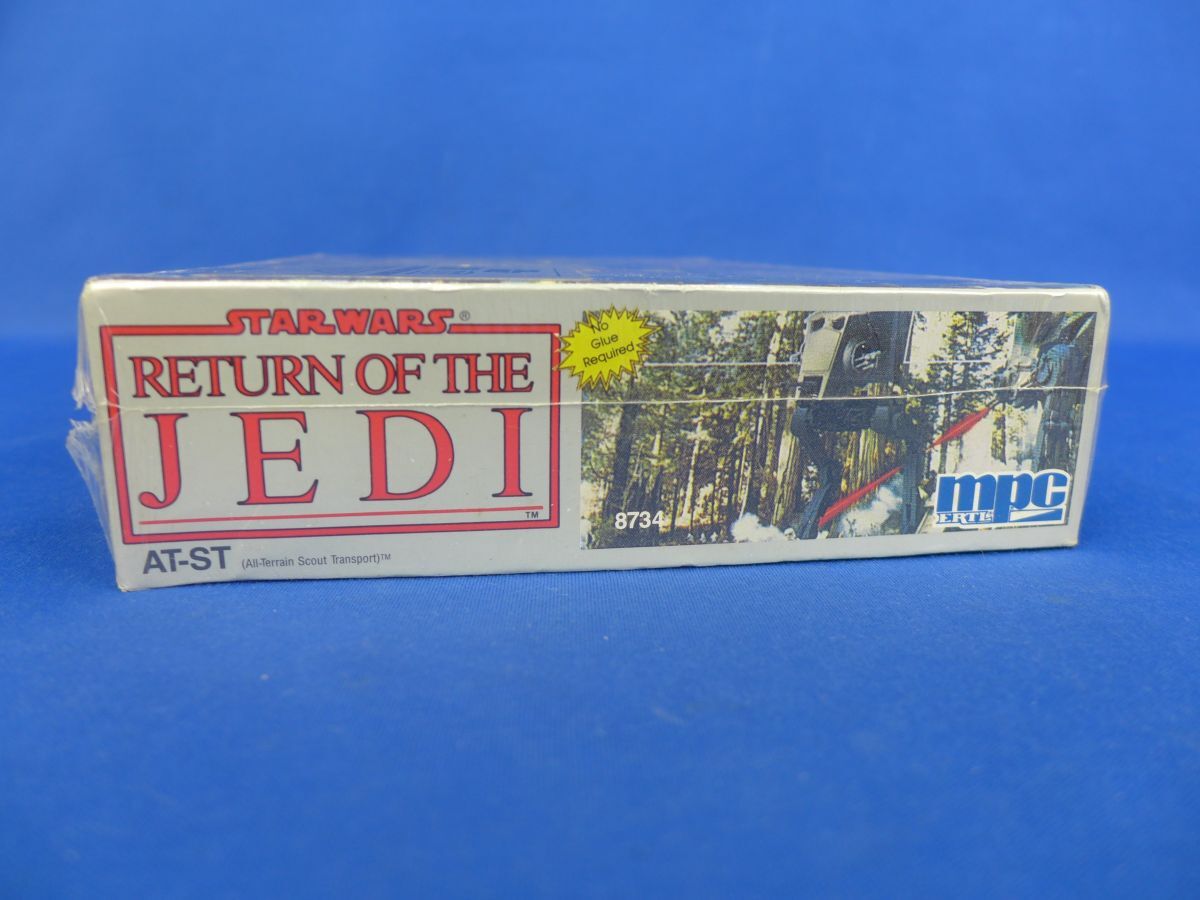 STAR WARS®
RETURN OF THE
JEDI
TM
AT-ST (All-Terrain Scout Transport)™
No
Glue
Required
8734
mpc
ERTL